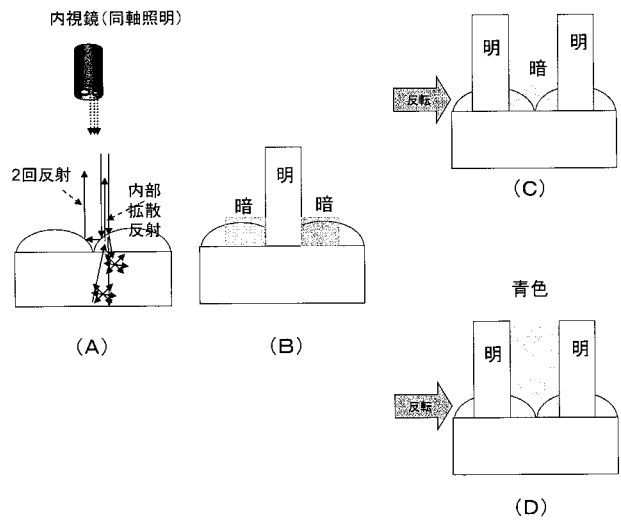 内視鏡(同軸照明)
2回反射
内部
拡散
反射
(A)
明
暗
暗
(B)
明
明
暗
反転
(C)
青色
明
明
反転
(D)